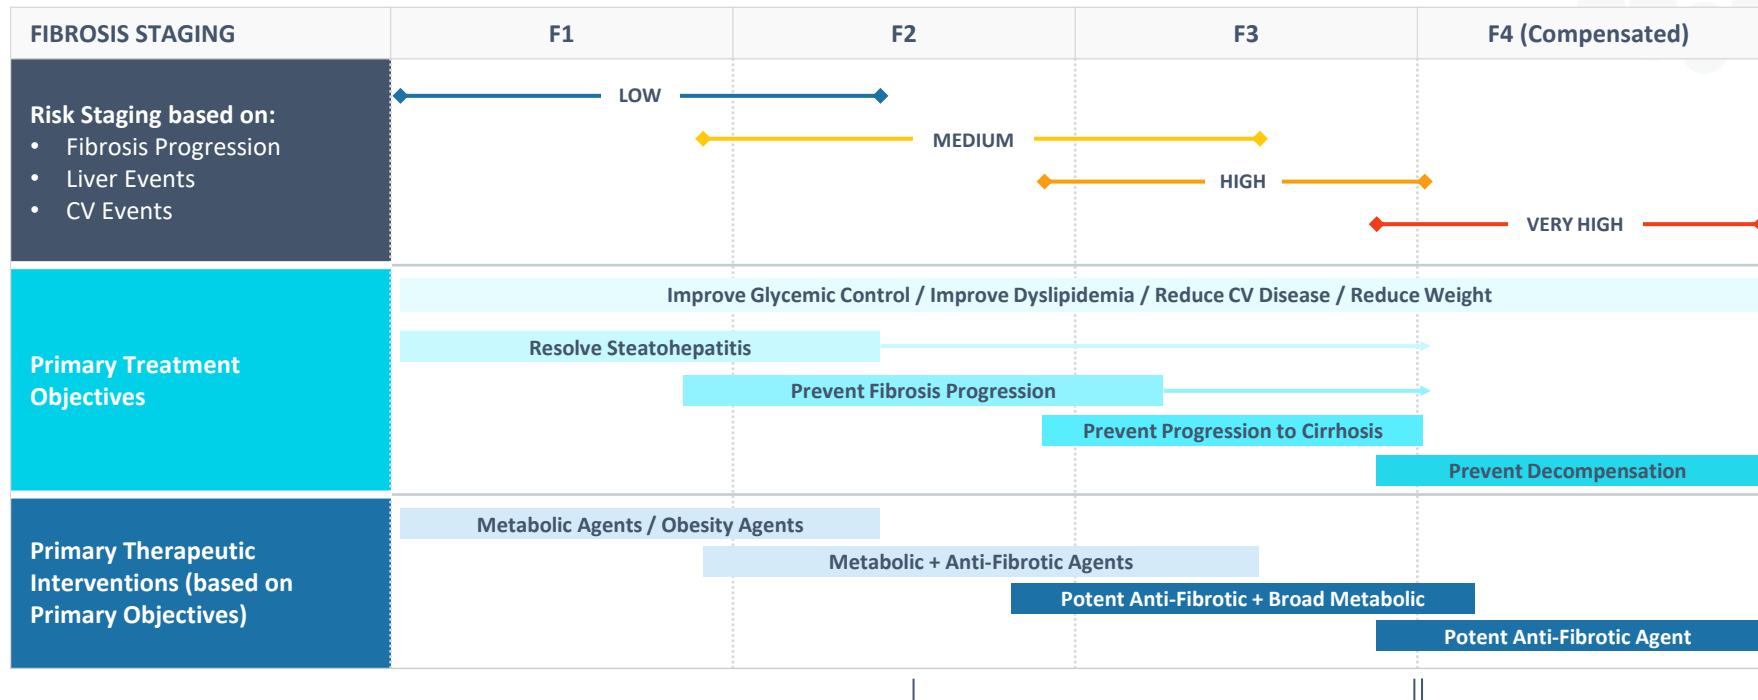 FIBROSIS STAGING
F1
F2
F3
F4 (Compensated)
Risk Staging based on:
• Fibrosis Progression
• Liver Events
• CV Events
LOW
MEDIUM
HIGH
VERY HIGH
Primary Treatment
Objectives
Improve Glycemic Control / Improve Dyslipidemia / Reduce CV Disease / Reduce Weight
Resolve Steatohepatitis
Prevent Fibrosis Progression
Prevent Progression to Cirrhosis
Prevent Decompensation
Primary Therapeutic
Interventions (based on
Primary Objectives)
Metabolic Agents / Obesity Agents
Metabolic + Anti-Fibrotic Agents
Potent Anti-Fibrotic + Broad Metabolic
Potent Anti-Fibrotic Agent